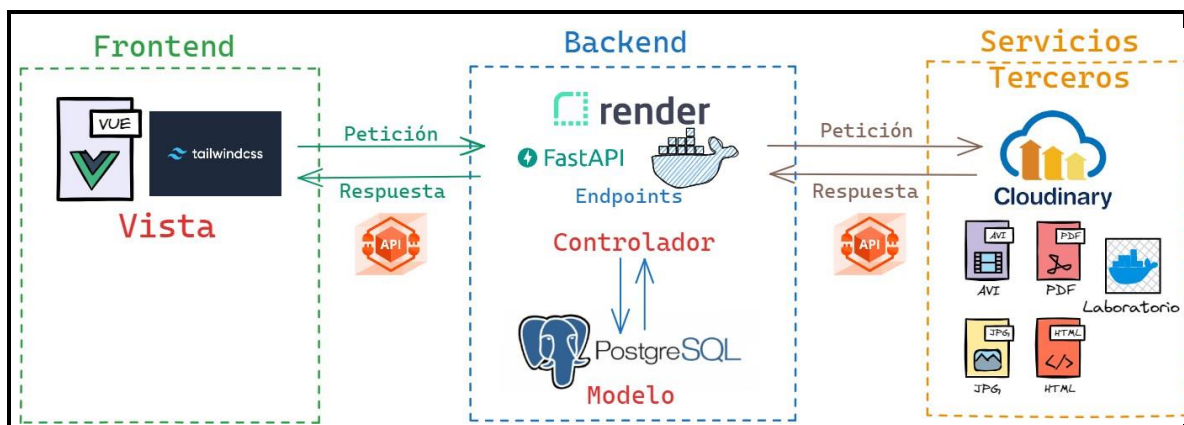 Frontend
VUE
tailwindcss
Vista
Petición
Respuesta
API
Backend
render
FastAPI
Endpoints
Controlador
PostgreSQL
Modelo
Petición
Respuesta
API
Servicios
Terceros
Cloudinary
AVI
AVI
PDF
PDF
Laboratorio
JPG
JPG
HTML
HTML